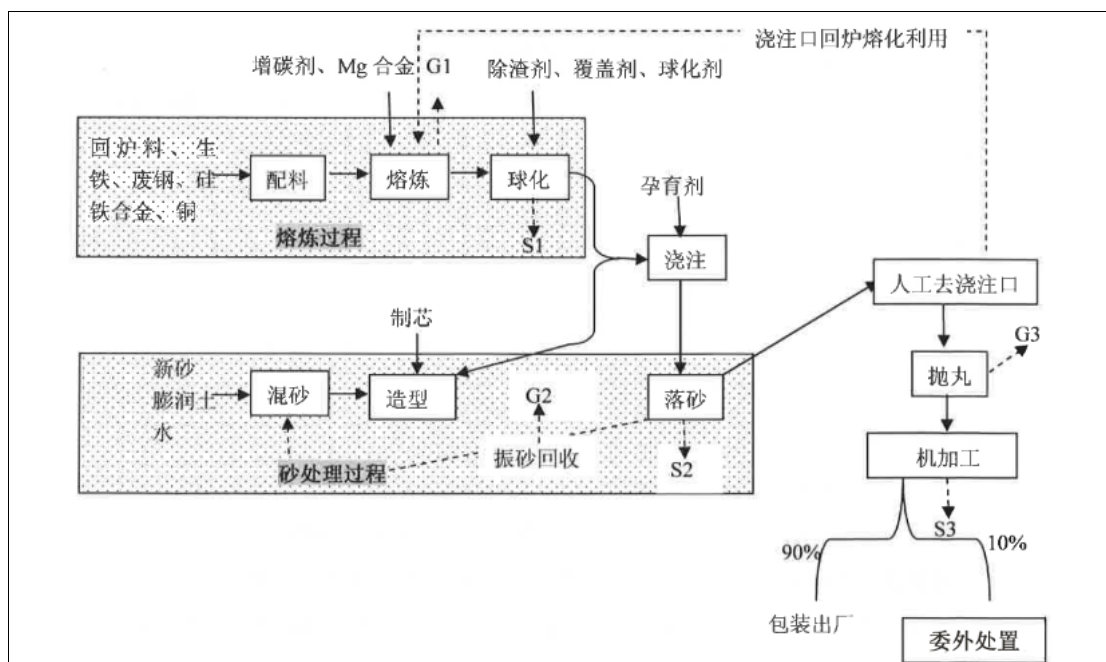 浇注口回炉熔化利用
增碳剂、Mg 合金 G1
除渣剂、覆盖剂、球化剂
回炉料、生
铁、废钢、硅
铁合金、铜
配料
熔炼
球化
孕育剂
熔炼过程
S1
浇注
人工去浇注口
制芯
G3
新砂
膨润土
水
混砂
造型
G2
落砂
抛丸
振砂回收
砂处理过程
S2
机加工
S3
90%
10%
包装出厂
委外处置